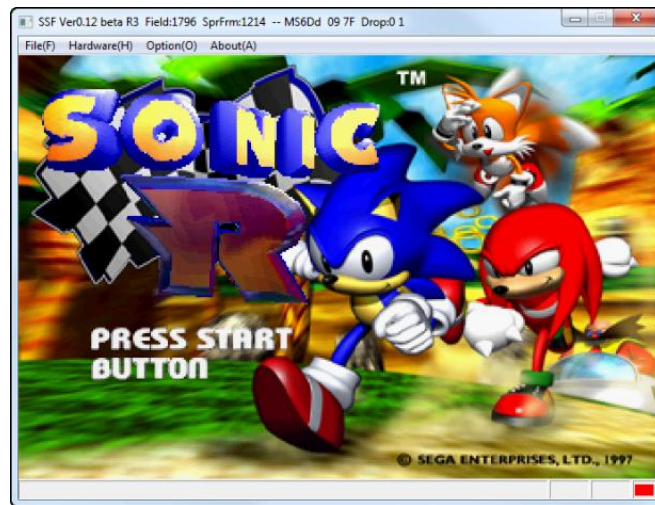 SSF Ver0.12 beta R3 Field:1796 SprFrm:1214 -- MS6Dd 09 7F Drop:0 1
File(F) Hardware(H) Option(O) About(A)
TM
SONIC
R
PRESS START
BUTTON
© SEGA ENTERPRISES, LTD., 1997